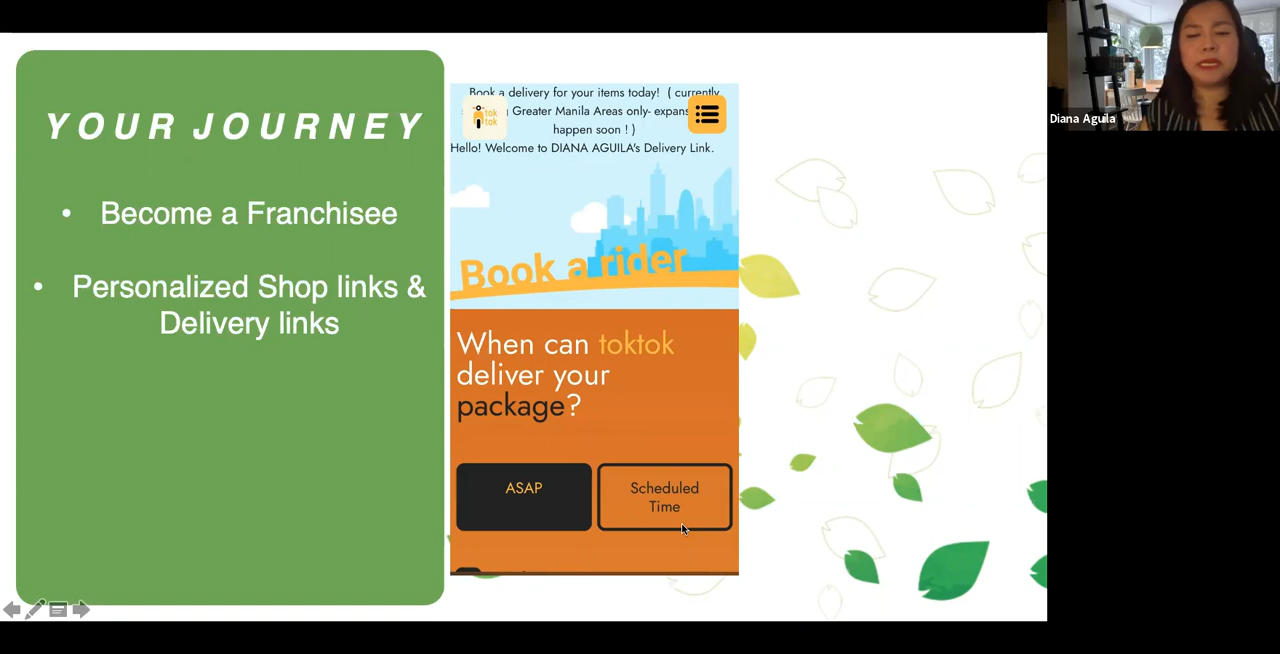 YOUR JOURNEY
• Become a Franchisee
• Personalized Shop links &
Delivery links
Book a delivery for your items today! ( currently
Greater Manila Areas only- expans
happen soon ! )
Hello! Welcome to DIANA AGUILA's Delivery Link.
tok
tok
Book a rider
When can toktok
deliver your
package?
ASAP
Scheduled
Time
Diana Aguila